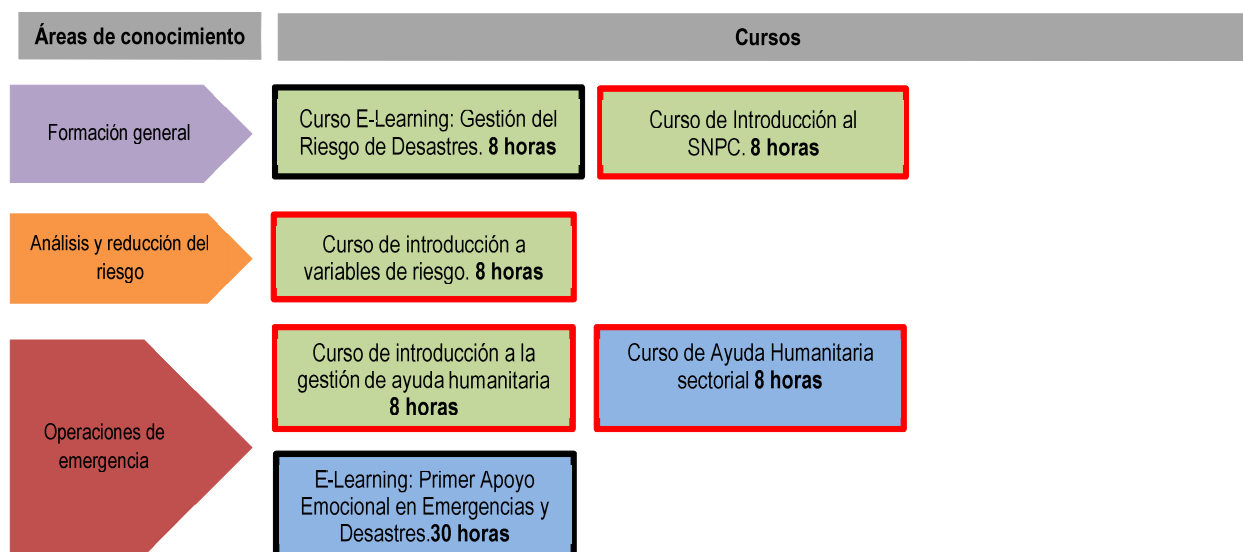 Áreas de conocimiento
Cursos
Formación general
Curso E-Learning: Gestión del
Riesgo de Desastres. 8 horas
Curso de Introducción al
SNPC. 8 horas
Análisis y reducción del
riesgo
Curso de introducción a
variables de riesgo. 8 horas
Operaciones de
emergencia
Curso de introducción a la
gestión de ayuda humanitaria
8 horas
Curso de Ayuda Humanitaria
sectorial 8 horas
E-Learning: Primer Apoyo
Emocional en Emergencias y
Desastres.30 horas